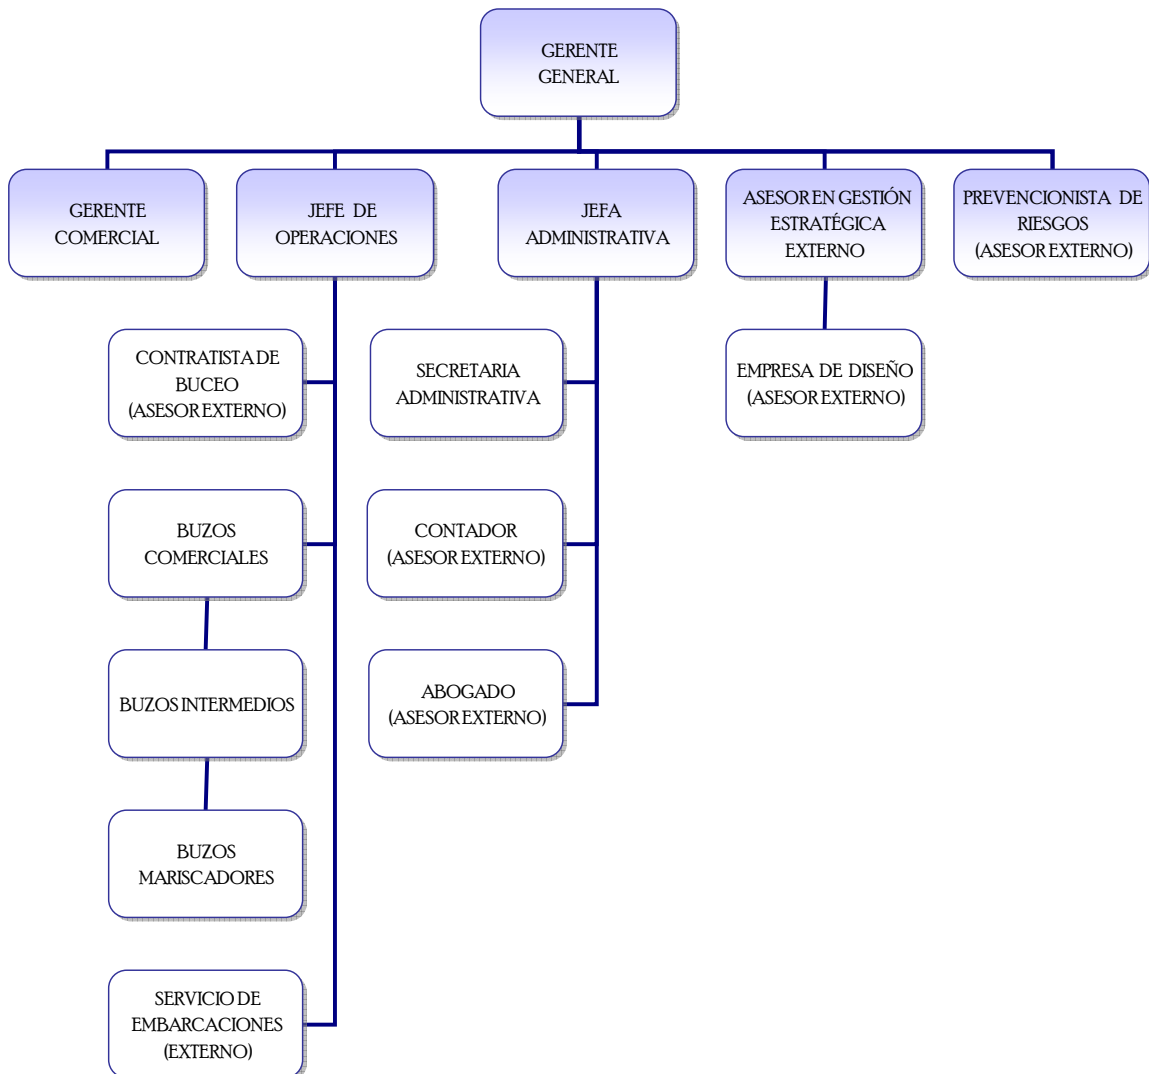 GERENTE
GENERAL
GERENTE
COMERCIAL
JEFE DE
OPERACIONES
JEFA
ADMINISTRATIVA
ASESOR EN GESTIÓN
ESTRATÉGICA
EXTERNO
PREVENCIONISTA DE
RIESGOS
(ASESOR EXTERNO)
CONTRATISTA DE
BUCEO
(ASESOR EXTERNO)
SECRETARIA
ADMINISTRATIVA
EMPRESA DE DISEÑO
(ASESOR EXTERNO)
BUZOS
COMERCIALES
CONTADOR
(ASESOR EXTERNO)
BUZOS INTERMEDIOS
ABOGADO
(ASESOR EXTERNO)
BUZOS
MARISCADORES
SERVICIO DE
EMBARCACIONES
(EXTERNO)